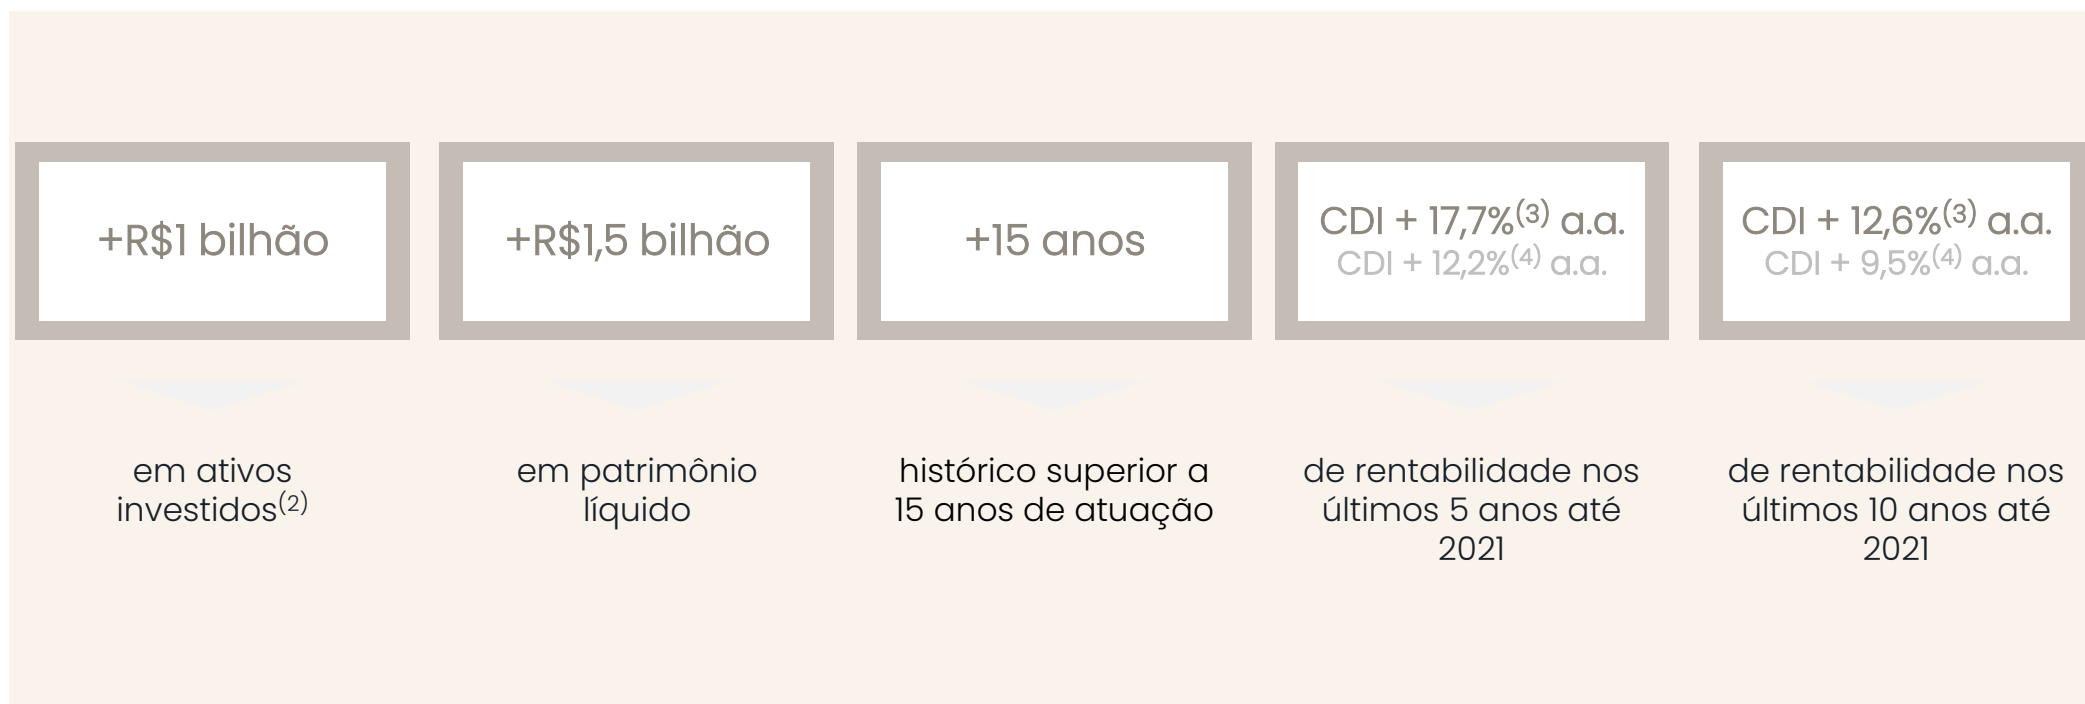 +R$1 bilhão
em ativos
investidos(2)
+R$1,5 bilhão
em patrimônio
líquido
+15 anos
histórico superior a
15 anos de atuação
CDI + 17,7%(3) a.a.
CDI + 12,2%(4) a.a.
de rentabilidade nos
últimos 5 anos até
2021
CDI + 12,6%(3) a.a.
CDI + 9,5%(4) a.a.
de rentabilidade nos
últimos 10 anos até
2021